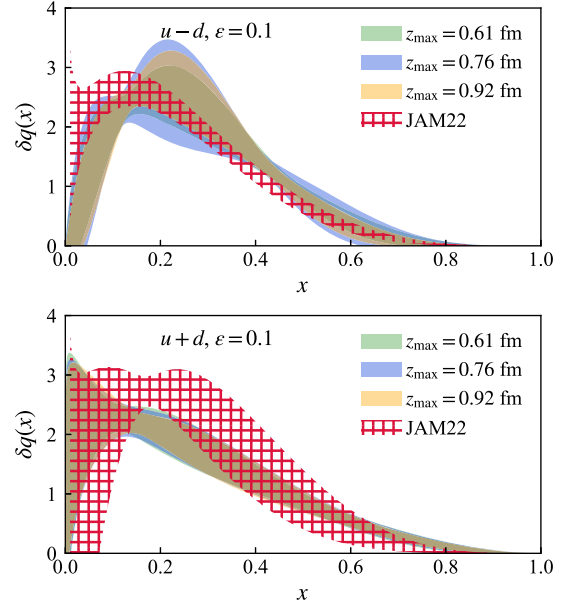 4
u − d, ε = 0.1
z_max = 0.61 fm
z_max = 0.76 fm
z_max = 0.92 fm
JAM22
3
2
1
0
δq(x)
0.0 0.2 0.4 0.6 0.8 1.0
x
4
u + d, ε = 0.1
z_max = 0.61 fm
z_max = 0.76 fm
z_max = 0.92 fm
JAM22
3
2
1
0
δq(x)
0.0 0.2 0.4 0.6 0.8 1.0
x